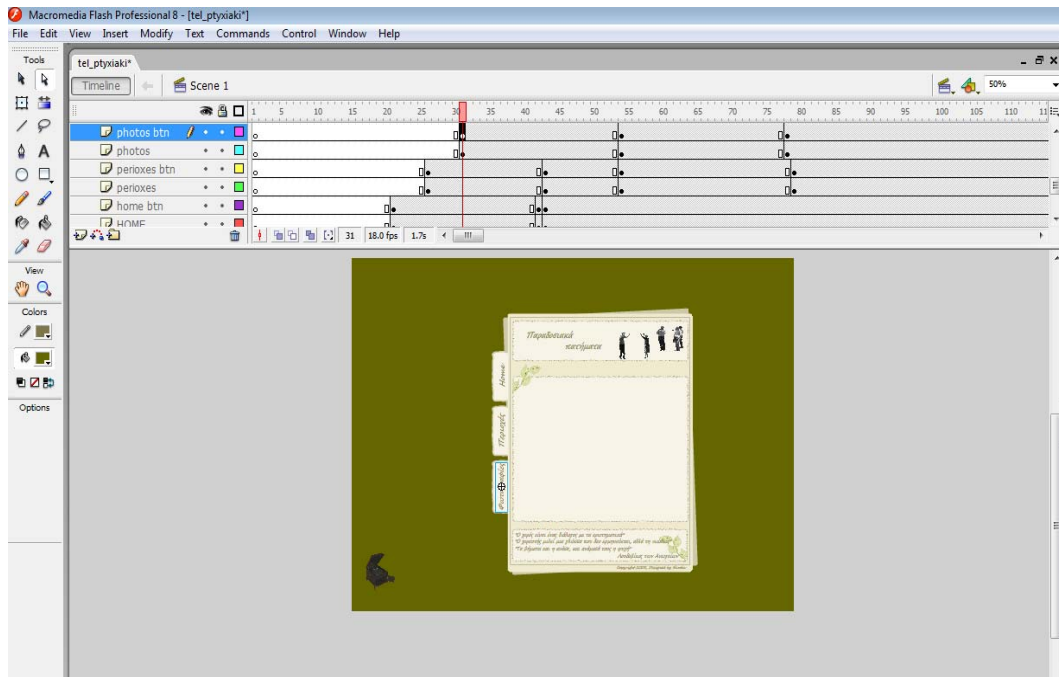 Macromedia Flash Professional 8 - [tel_ptyxiaki*]
File Edit View Insert Modify Text Commands Control Window Help
Tools
tel_ptyxiaki*
Timeline
Scene 1
50%
1 5 10 15 20 25 30 35 40 45 50 55 60 65 70 75 80 85 90 95 100 105 110
photos btn
photos
perioxes btn
perioxes
home btn
HOME
31 18.0 fps 1.7s
View
Colors
Options
Παραδοσιακά
πατήματα
Home
Περιοχές
Φωτογραφίες